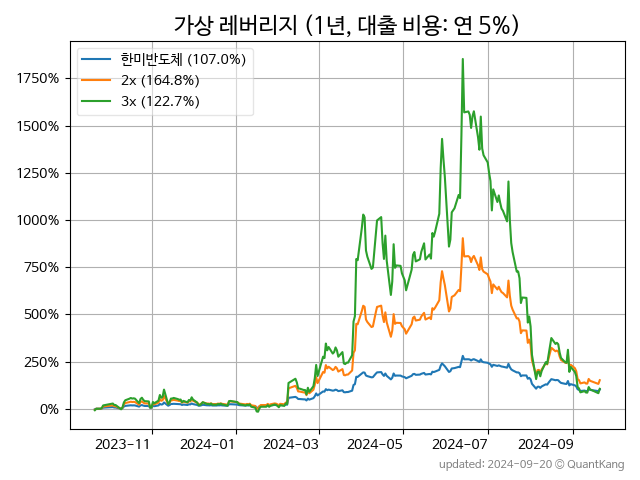 가상 레버리지 (1년, 대출 비용: 연 5%)
한미반도체 (107.0%)
2x (164.8%)
3x (122.7%)
1750%
1500%
1250%
1000%
750%
500%
250%
0%
2023-11 2024-01 2024-03 2024-05 2024-07 2024-09
updated: 2024-09-20 @ QuantKang